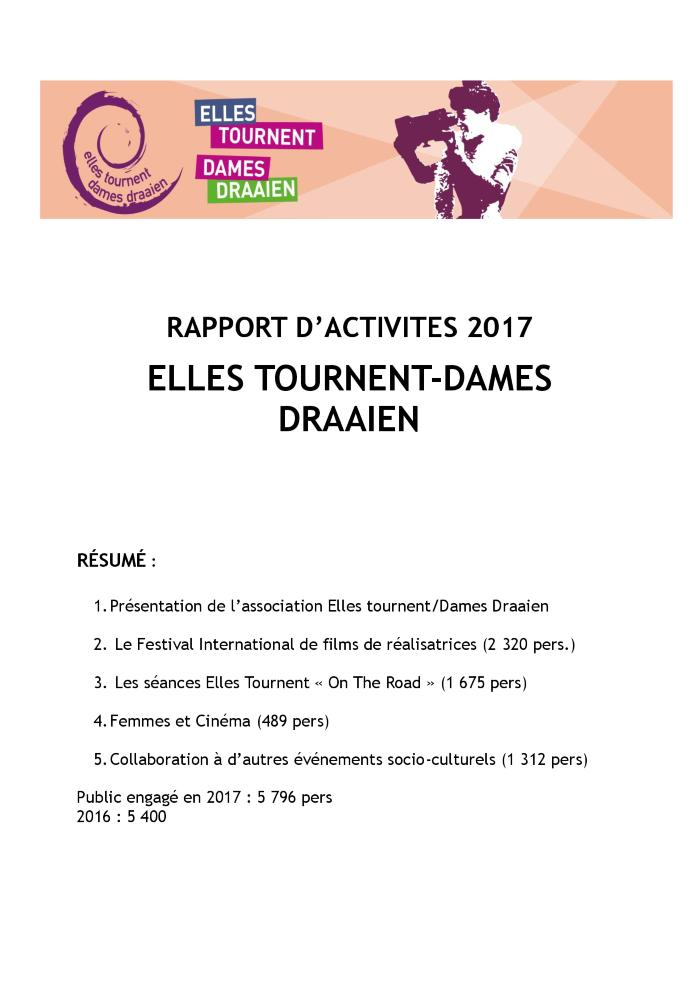 elles tournent
dames draaien
ELLES
TOURNENT
DAMES
DRAAIEN
RAPPORT D’ACTIVITES 2017
ELLES TOURNENT-DAMES
DRAAIEN
RÉSUMÉ :
1. Présentation de l’association Elles tournent/Dames Draaien
2. Le Festival International de films de réalisatrices (2 320 pers.)
3. Les séances Elles Tournent « On The Road » (1 675 pers)
4. Femmes et Cinéma (489 pers)
5. Collaboration à d’autres événements socio-culturels (1 312 pers)
Public engagé en 2017 : 5 796 pers
2016 : 5 400